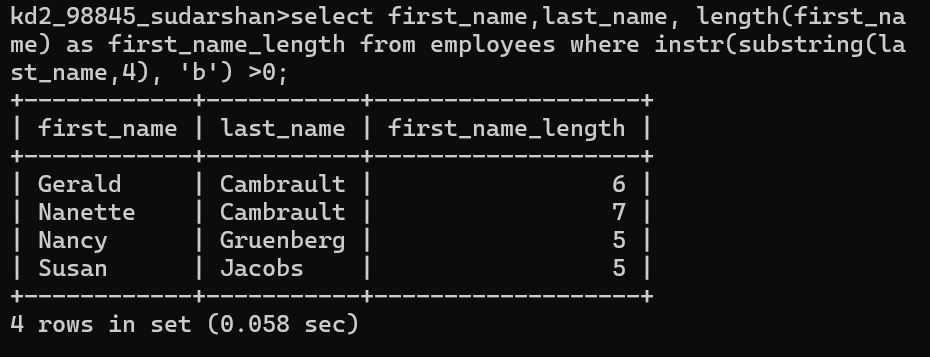 kd2_98845_sudarshan>select first_name,last_name, length(first_na
me) as first_name_length from employees where instr(substring(la
st_name,4), 'b') >0;
+------------+-----------+-------------------+
| first_name | last_name | first_name_length |
+------------+-----------+-------------------+
| Gerald     | Cambrault |                 6 |
| Nanette    | Cambrault |                 7 |
| Nancy      | Gruenberg |                 5 |
| Susan      | Jacobs    |                 5 |
+------------+-----------+-------------------+
4 rows in set (0.058 sec)